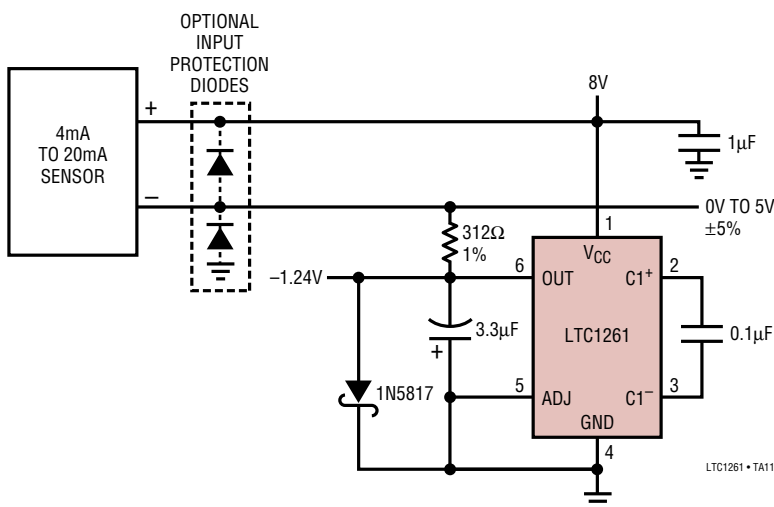 OPTIONAL
INPUT
PROTECTION
DIODES
8V
4mA
TO 20mA
SENSOR
+
–
1µF
0V TO 5V
±5%
312Ω
1%
–1.24V
6
1
VCC
OUT
C1+
2
3.3µF
+
LTC1261
0.1µF
1N5817
5
ADJ
C1–
3
GND
4
LTC1261 • TA11